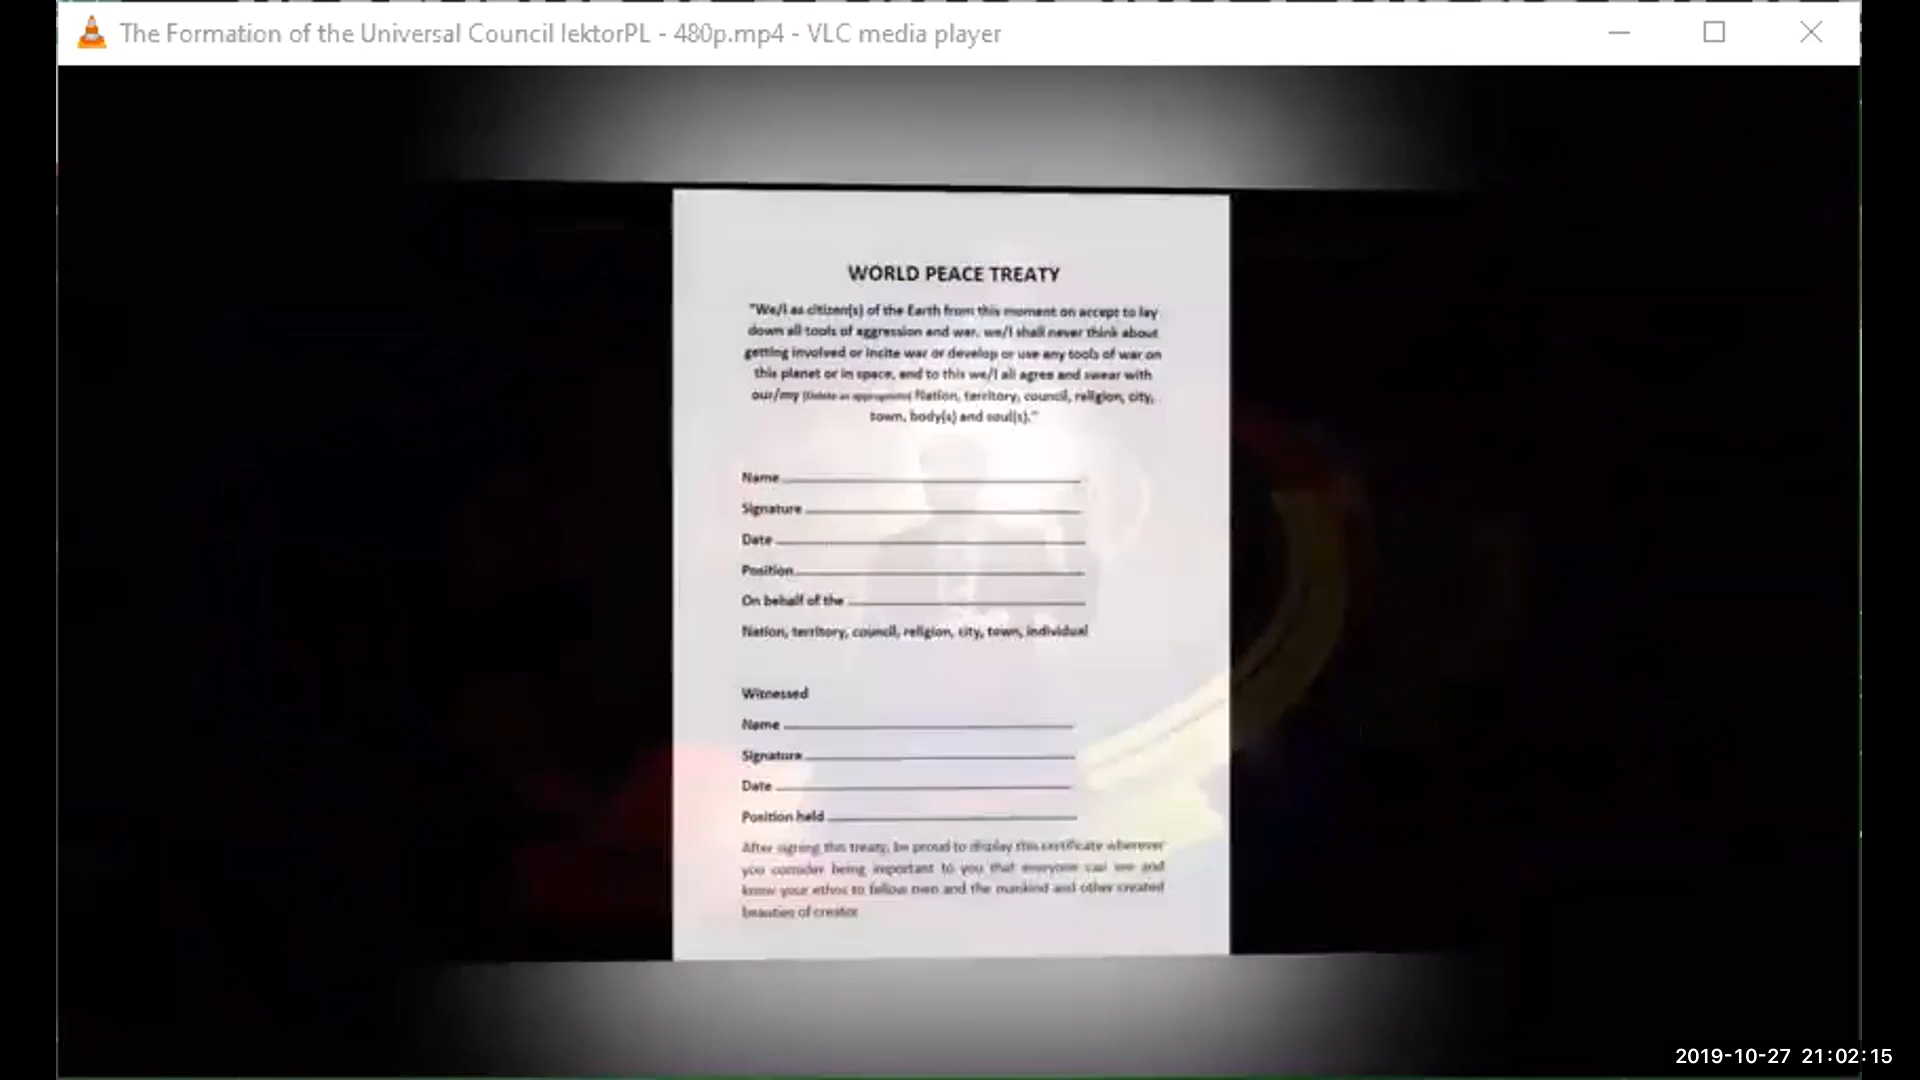 The Formation of the Universal Council lektorPL - 480p.mp4 - VLC media player
WORLD PEACE TREATY
"We/I as citizen(s) of the Earth from this moment on accept to lay
down all tools of aggression and war, we/I shall never think about
getting involved or incite war or develop or use any tools of war on
this planet or in space, and to this we/I all agree and swear with
our/my (Delete as appropriate) Nation, territory, council, religion, city,
town, body(s) and soul(s)."
Name
Signature
Date
Position
On behalf of the
Nation, territory, council, religion, city, town, individual
Witnessed
Name
Signature
Date
Position held
After signing this treaty, be proud to display this certificate wherever
you consider being important to you that everyone can see and
know your ethos to fellow men and the mankind and other created
beauties of creator
2019-10-27 21:02:15